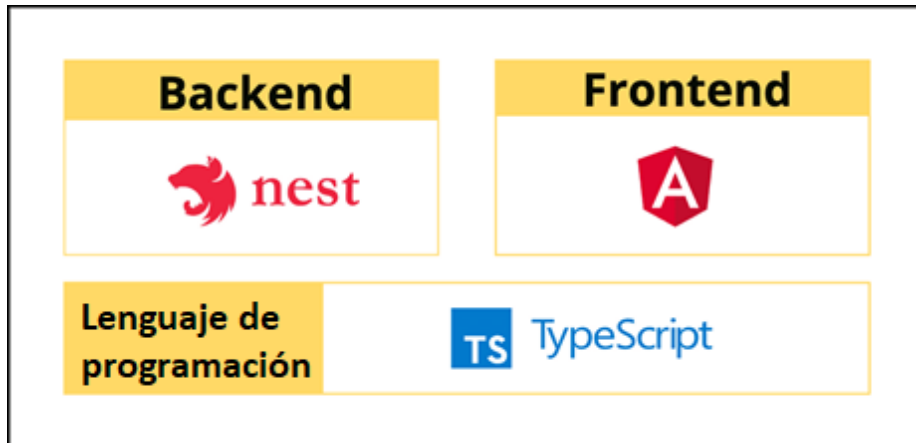 Backend
Frontend
nest
A
Lenguaje de
programación
TS TypeScript